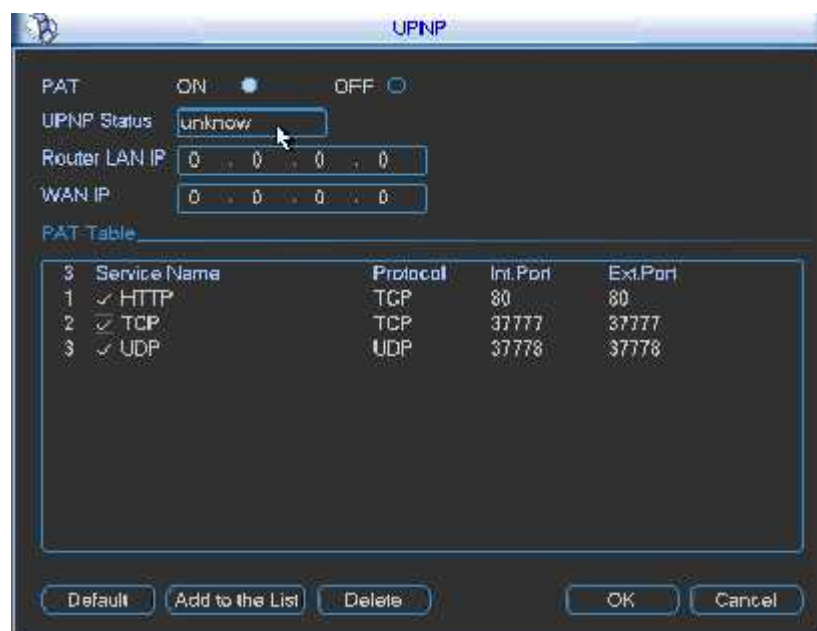 UPNP
PAT ON OFF
UPNP Status unknow
Router LAN IP 0 . 0 . 0 . 0
WAN IP 0 . 0 . 0 . 0
PAT Table
3 Service Name Protocol Int.Port Ext.Port
1 HTTP TCP 80 80
2 TCP TCP 37777 37777
3 UDP UDP 37778 37778
Default Add to the List Delete OK Cancel